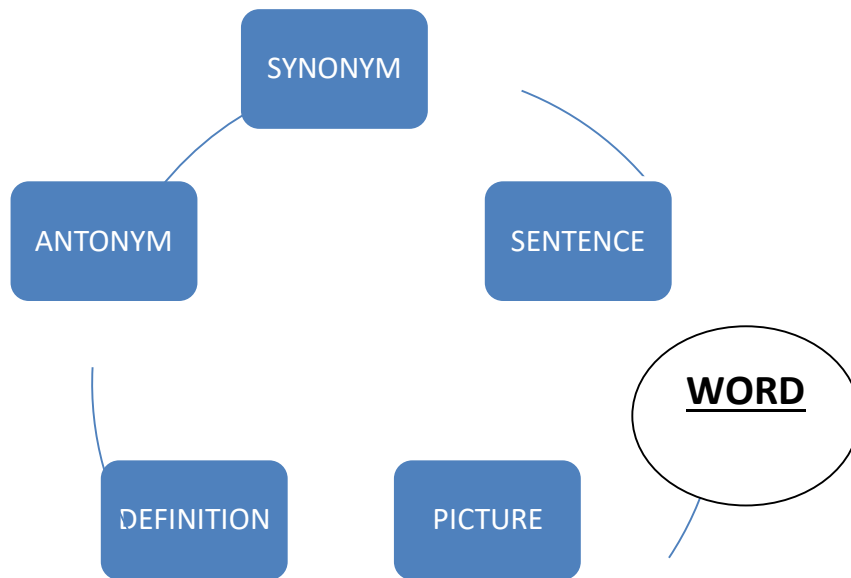 SYNONYM
ANTONYM
SENTENCE
WORD
DEFINITION
PICTURE